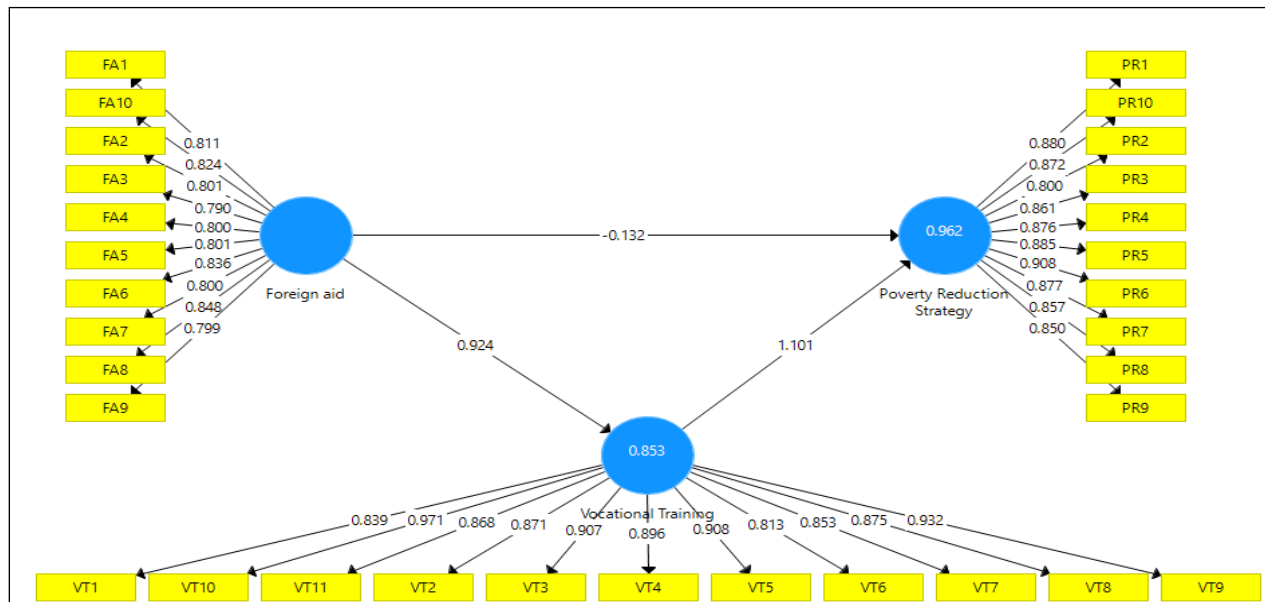 FA1
FA10
FA2
FA3
FA4
FA5
FA6
FA7
FA8
FA9
0.811
0.824
0.801
0.790
0.800
0.801
0.836
0.800
0.848
0.799
Foreign aid
-0.132
0.924
1.101
0.962
Poverty Reduction
Strategy
0.880
0.872
0.800
0.861
0.876
0.885
0.908
0.877
0.857
0.850
PR1
PR10
PR2
PR3
PR4
PR5
PR6
PR7
PR8
PR9
0.853
Vocational Training
0.839
0.971
0.868
0.871
0.907
0.896
0.908
0.813
0.853
0.875
0.932
VT1
VT10
VT11
VT2
VT3
VT4
VT5
VT6
VT7
VT8
VT9